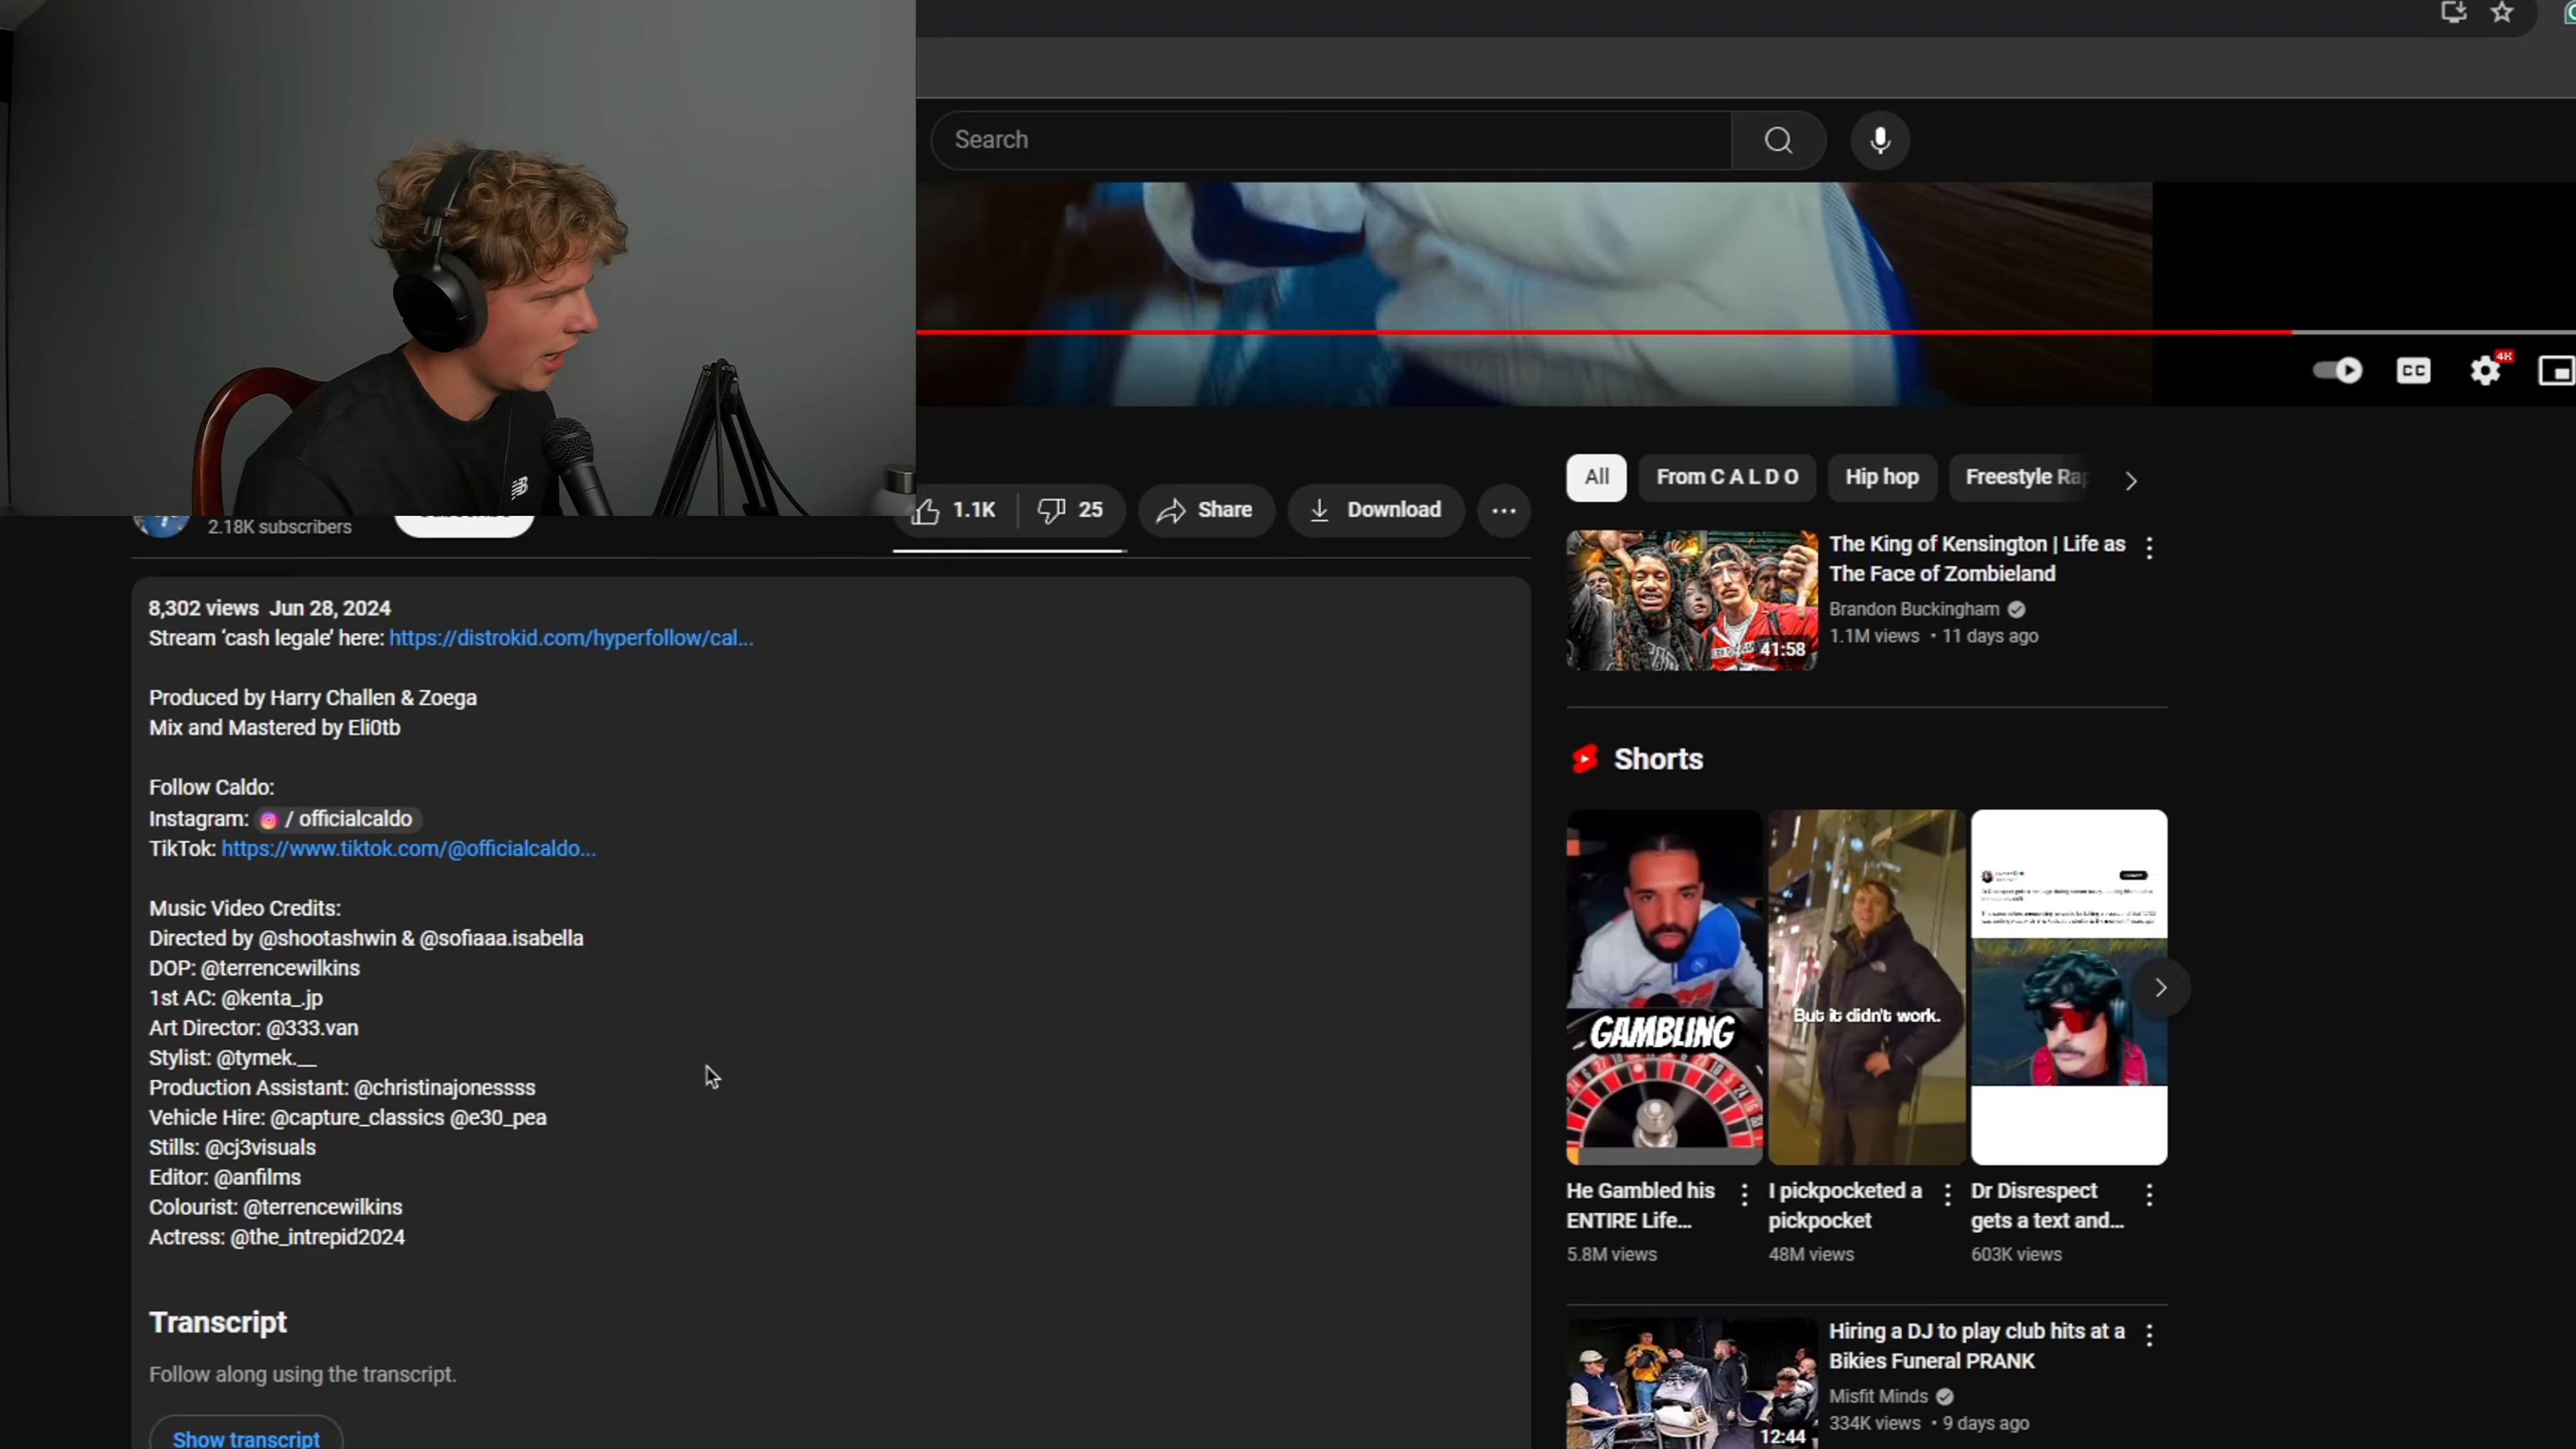 Search
4K
CC
2.18K subscribers
1.1K
25
Share
Download
All
From C A L D O
Hip hop
Freestyle Rap
8,302 views Jun 28, 2024
Stream ‘cash legale’ here: https://distrokid.com/hyperfollow/cal...
Produced by Harry Challen & Zoega
Mix and Mastered by Eli0tb
Follow Caldo:
Instagram: / officialcaldo
TikTok: https://www.tiktok.com/@officialcaldo...
Music Video Credits:
Directed by @shootashwin & @sofiaaa.isabella
DOP: @terrencewilkins
1st AC: @kenta_.jp
Art Director: @333.van
Stylist: @tymek.__
Production Assistant: @christinajonessss
Vehicle Hire: @capture_classics @e30_pea
Stills: @cj3visuals
Editor: @anfilms
Colourist: @terrencewilkins
Actress: @the_intrepid2024
Transcript
Follow along using the transcript.
Show transcript
41:58
The King of Kensington | Life as
The Face of Zombieland
Brandon Buckingham
1.1M views • 11 days ago
Shorts
GAMBLING
But it didn't work.
He Gambled his
ENTIRE Life...
5.8M views
I pickpocketed a
pickpocket
48M views
Dr Disrespect
gets a text and...
603K views
12:44
Hiring a DJ to play club hits at a
Bikies Funeral PRANK
Misfit Minds
334K views • 9 days ago